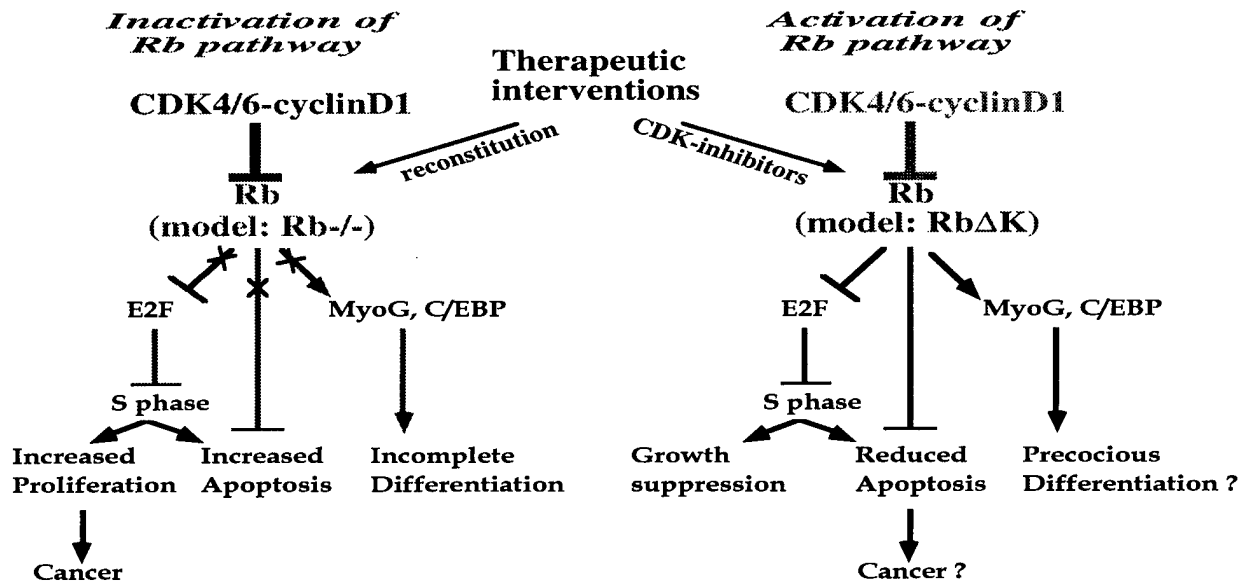 Inactivation of
Rb pathway
CDK4/6-cyclinD1
Rb
(model: Rb-/-)
E2F
MyoG, C/EBP
S phase
Increased
Proliferation
Increased
Apoptosis
Incomplete
Differentiation
Cancer
Therapeutic
interventions
reconstitution
CDK-inhibitors
Activation of
Rb pathway
CDK4/6-cyclinD1
Rb
(model: RbΔK)
E2F
MyoG, C/EBP
S phase
Growth
suppression
Reduced
Apoptosis
Precocious
Differentiation ?
Cancer ?